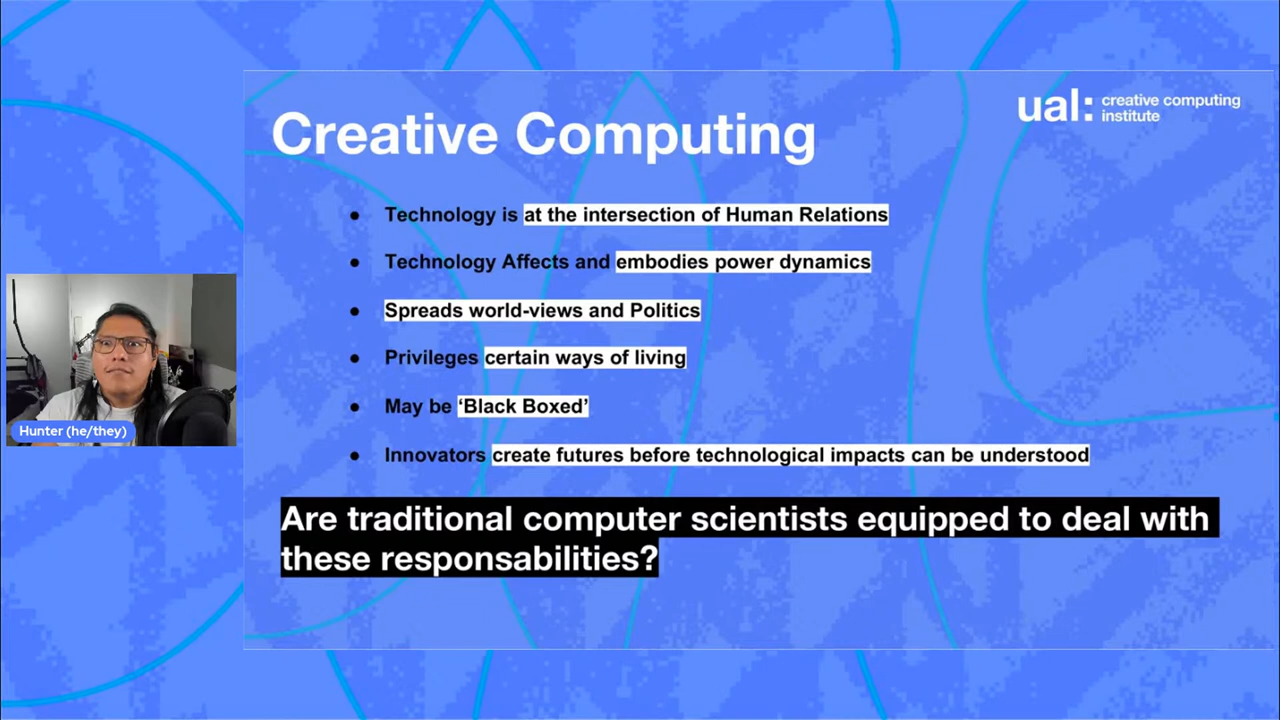 ual: creative computing
institute
Creative Computing
● Technology is at the intersection of Human Relations
● Technology Affects and embodies power dynamics
● Spreads world-views and Politics
● Privileges certain ways of living
● May be ‘Black Boxed’
● Innovators create futures before technological impacts can be understood
Are traditional computer scientists equipped to deal with
these responsabilities?
Hunter (he/they)